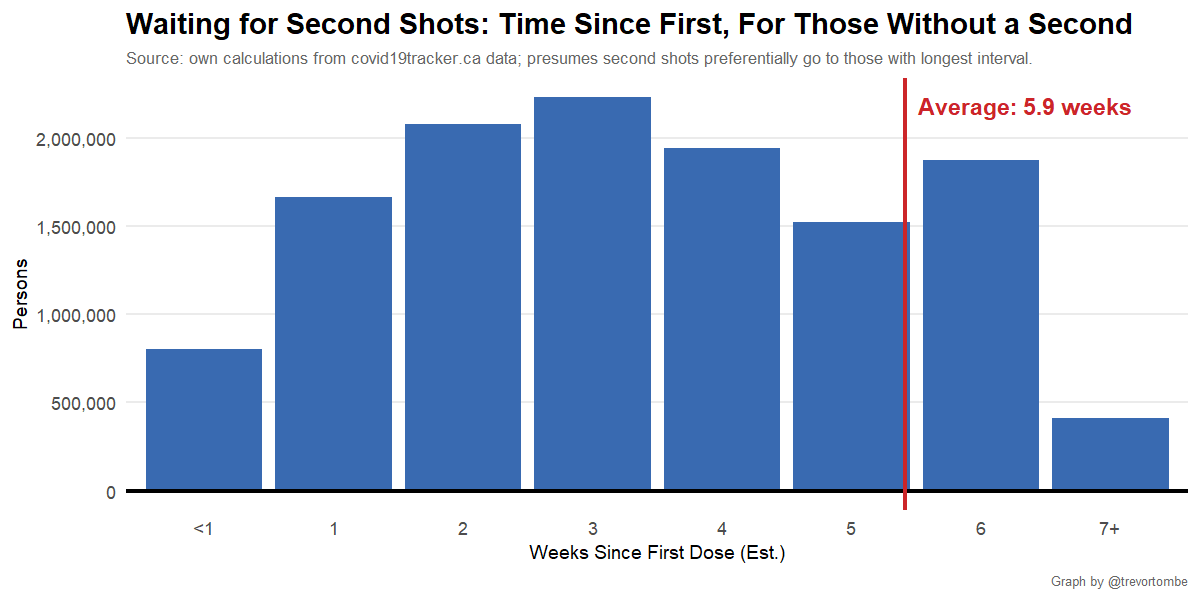 Waiting for Second Shots: Time Since First, For Those Without a Second
Source: own calculations from covid19tracker.ca data; presumes second shots preferentially go to those with longest interval.
Average: 5.9 weeks
Persons
2,000,000
1,500,000
1,000,000
500,000
0
<1 1 2 3 4 5 6 7+
Weeks Since First Dose (Est.)
Graph by @trevortombe